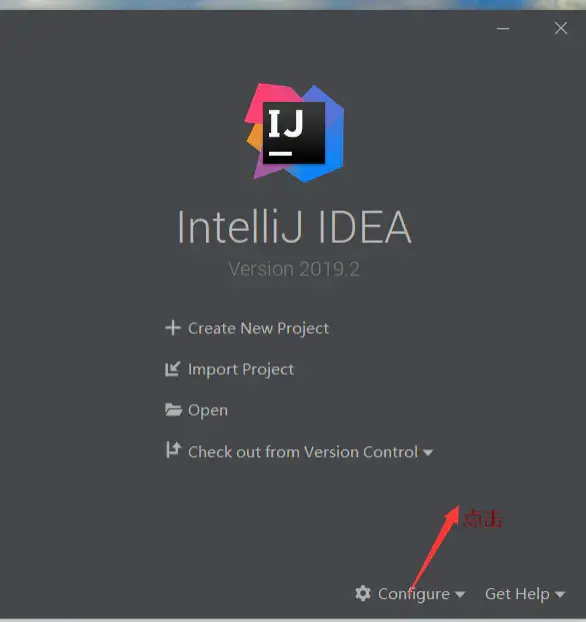 IJ
IntelliJ IDEA
Version 2019.2
Create New Project
Import Project
Open
Check out from Version Control
点击
Configure
Get Help